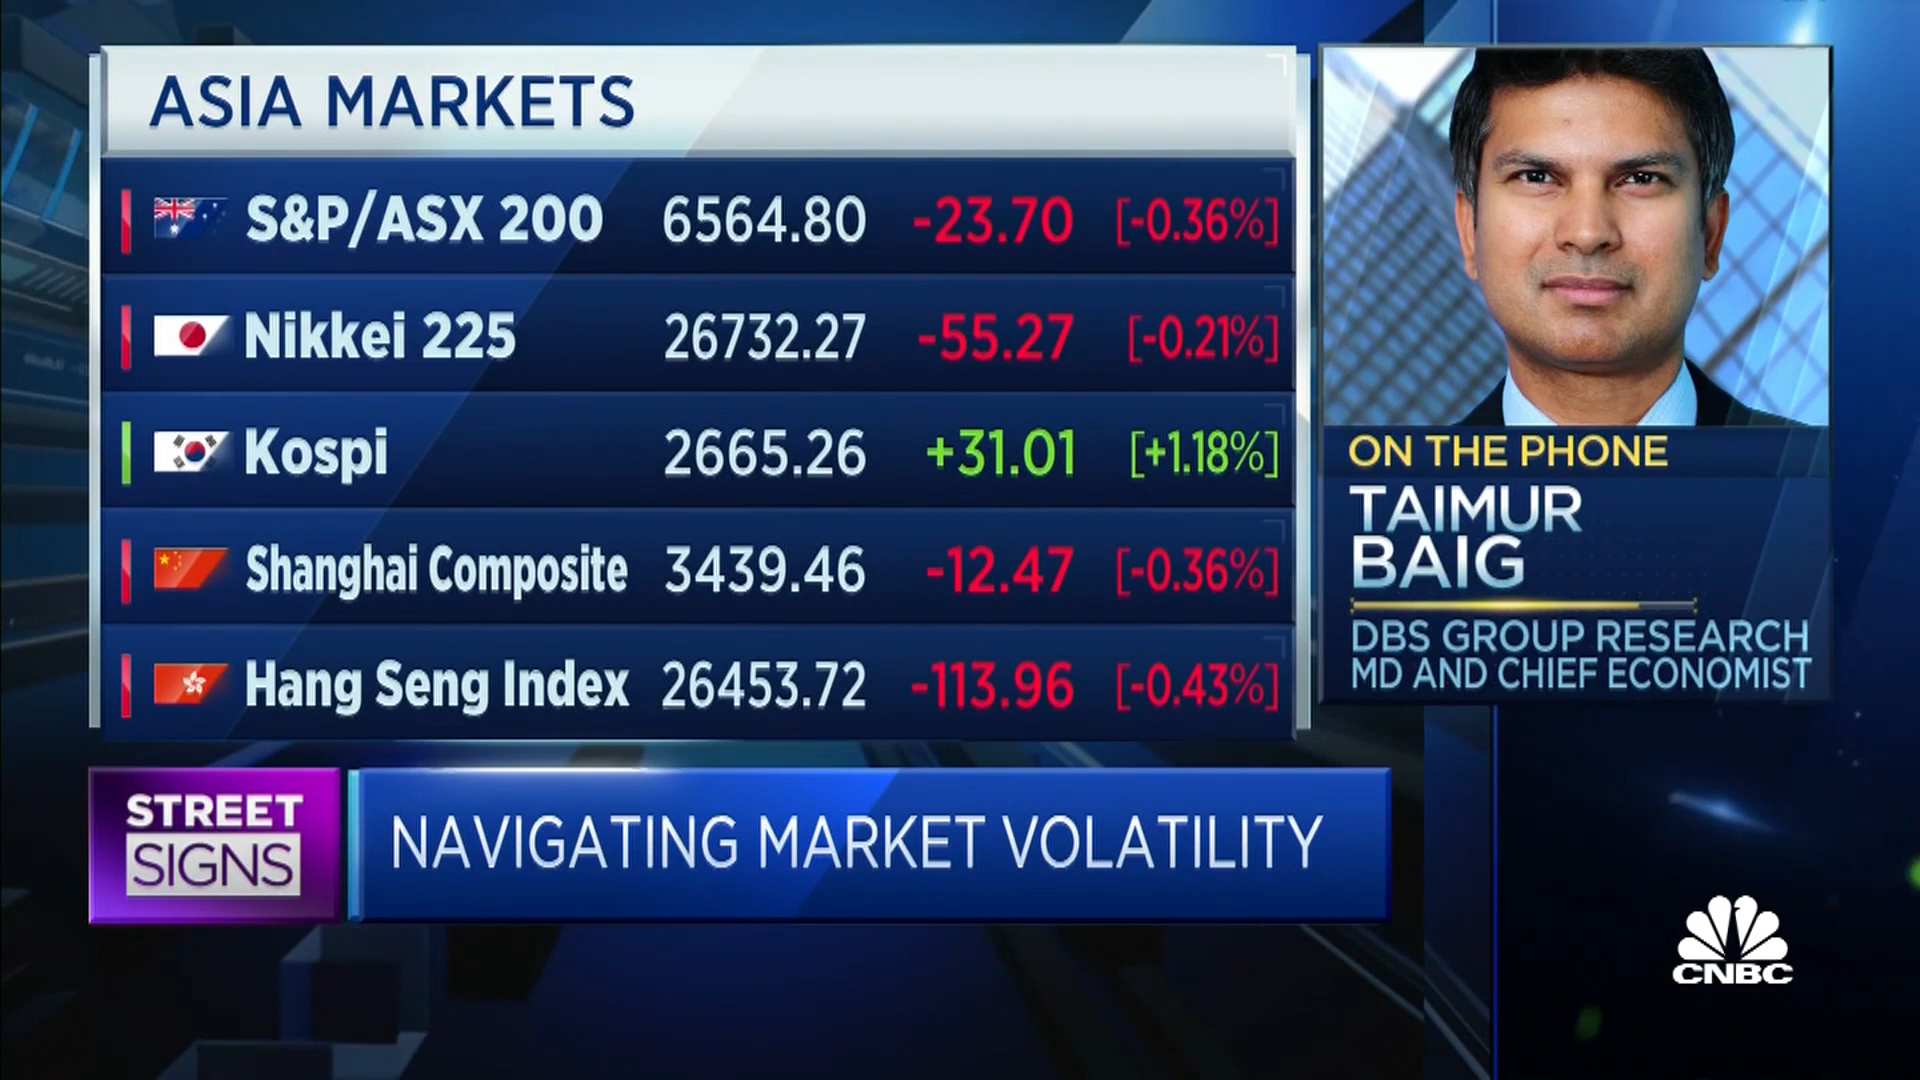 ASIA MARKETS
S&P/ASX 200 6564.80 -23.70 [-0.36%]
Nikkei 225 26732.27 -55.27 [-0.21%]
Kospi 2665.26 +31.01 [+1.18%]
Shanghai Composite 3439.46 -12.47 [-0.36%]
Hang Seng Index 26453.72 -113.96 [-0.43%]
ON THE PHONE
TAIMUR
BAIG
DBS GROUP RESEARCH
MD AND CHIEF ECONOMIST
STREET
SIGNS
NAVIGATING MARKET VOLATILITY
CNBC